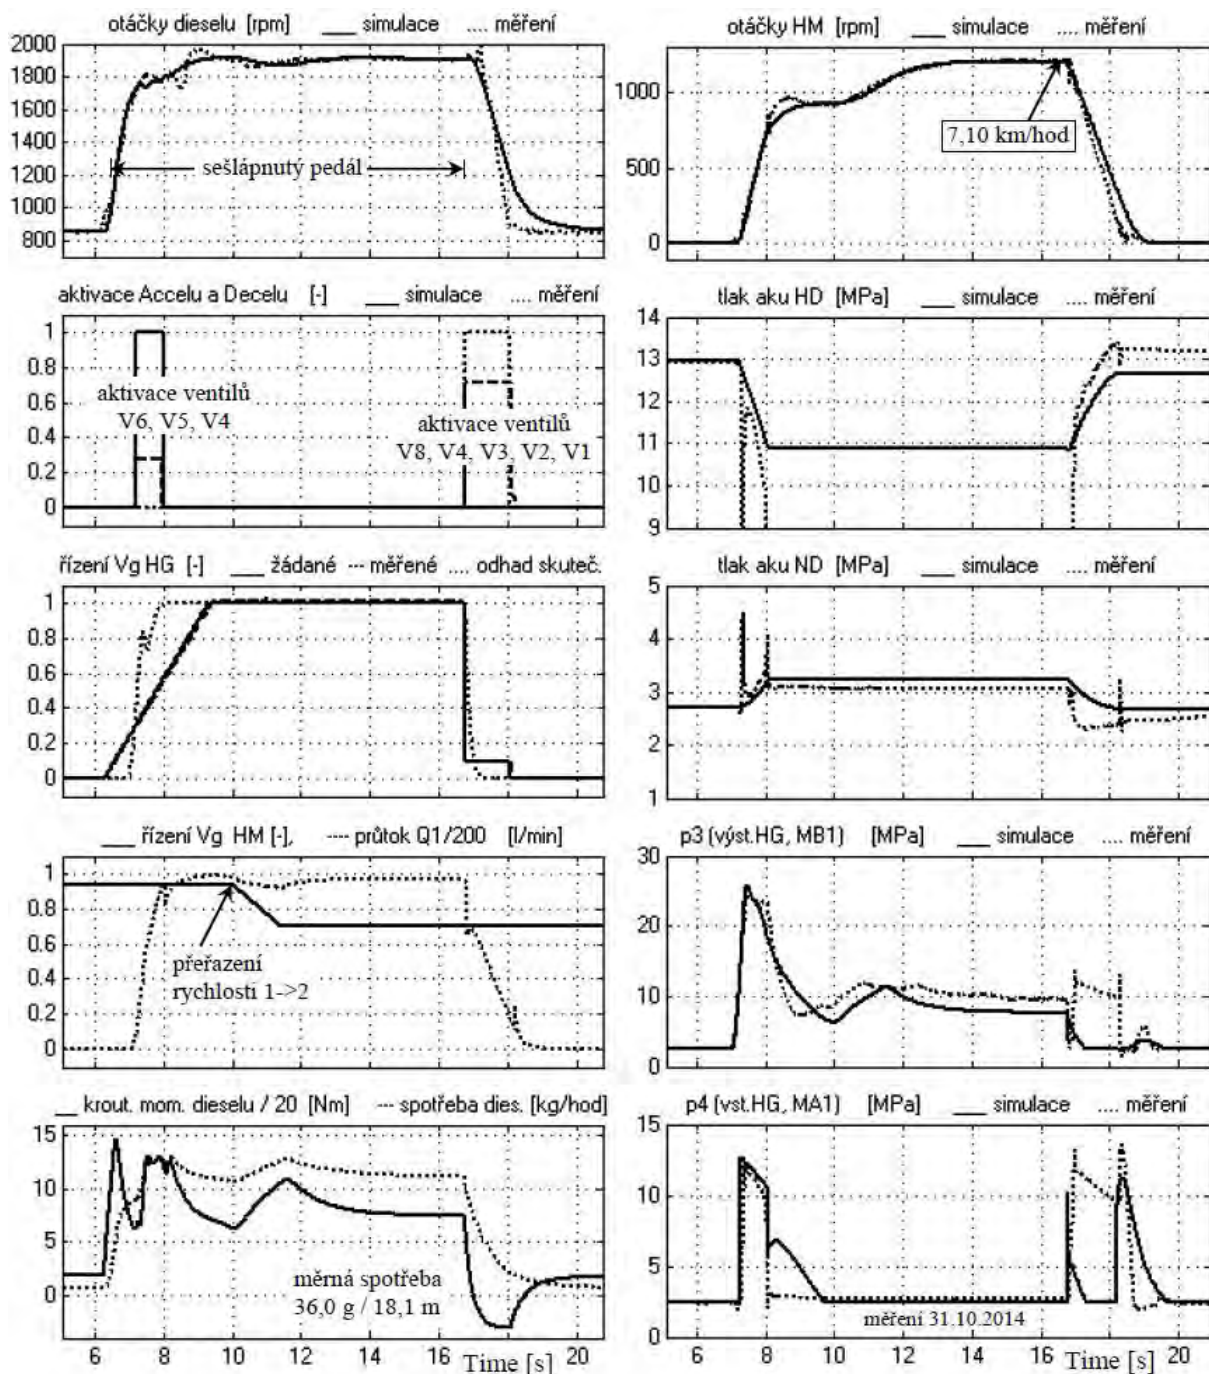 otáčky dieselu [rpm] ___ simulace .... měření
2000
1800
1600
1400
1200
1000
800
sešlápnutý pedál
otáčky HM [rpm] ___ simulace .... měření
1000
500
0
7,10 km/hod
aktivace Accelu a Decelu [-] ___ simulace .... měření
1
0.8
0.6
0.4
0.2
0
aktivace ventilů
V6, V5, V4
aktivace ventilů
V8, V4, V3, V2, V1
tlak aku HD [MPa] ___ simulace .... měření
14
13
12
11
10
9
řízení Vg HG [-] ___ žádané --- měřené .... odhad skuteč.
1
0.8
0.6
0.4
0.2
0
tlak aku ND [MPa] ___ simulace .... měření
5
4
3
2
1
___ řízení Vg HM [-], ---- průtok Q1/200 [l/min]
1
0.8
0.6
0.4
0.2
0
přeřazení
rychlosti 1->2
p3 (výst.HG, MB1) [MPa] ___ simulace .... měření
30
20
10
0
__ krout. mom. dieselu / 20 [Nm] --- spotřeba dies. [kg/hod]
15
10
5
0
měrná spotřeba
36,0 g / 18,1 m
6 8 10 12 14 16 Time [s] 20
p4 (vst.HG, MA1) [MPa] ___ simulace .... měření
15
10
5
0
měření 31.10.2014
6 8 10 12 14 16 Time [s] 20